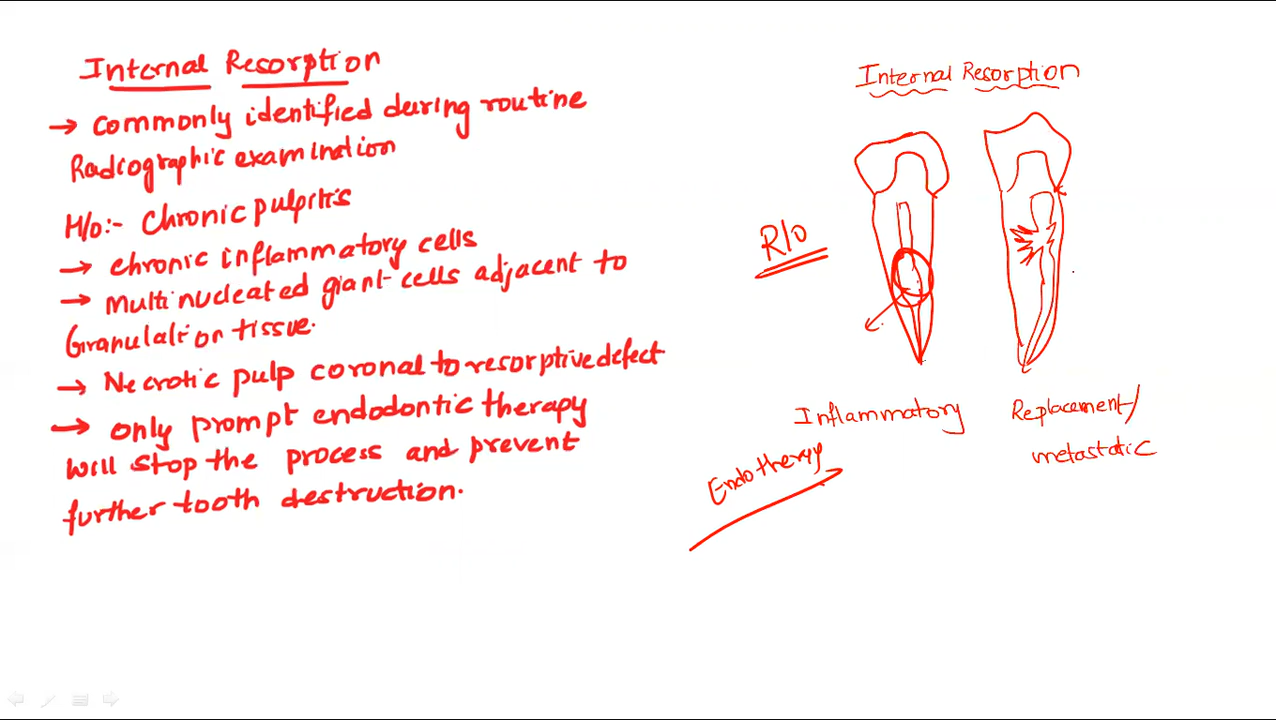 Internal Resorption
→ commonly identified during routine
Radiographic examination
H/o:- Chronic pulpitis
→ chronic inflammatory cells
→ multinucleated giant cells adjacent to
Granulation tissue.
→ Necrotic pulp coronal to resorptive defect
→ only prompt endodontic therapy
will stop the process and prevent
further tooth destruction.
Internal Resorption
R/o
Inflammatory
Replacement/
metastatic
Endo therapy